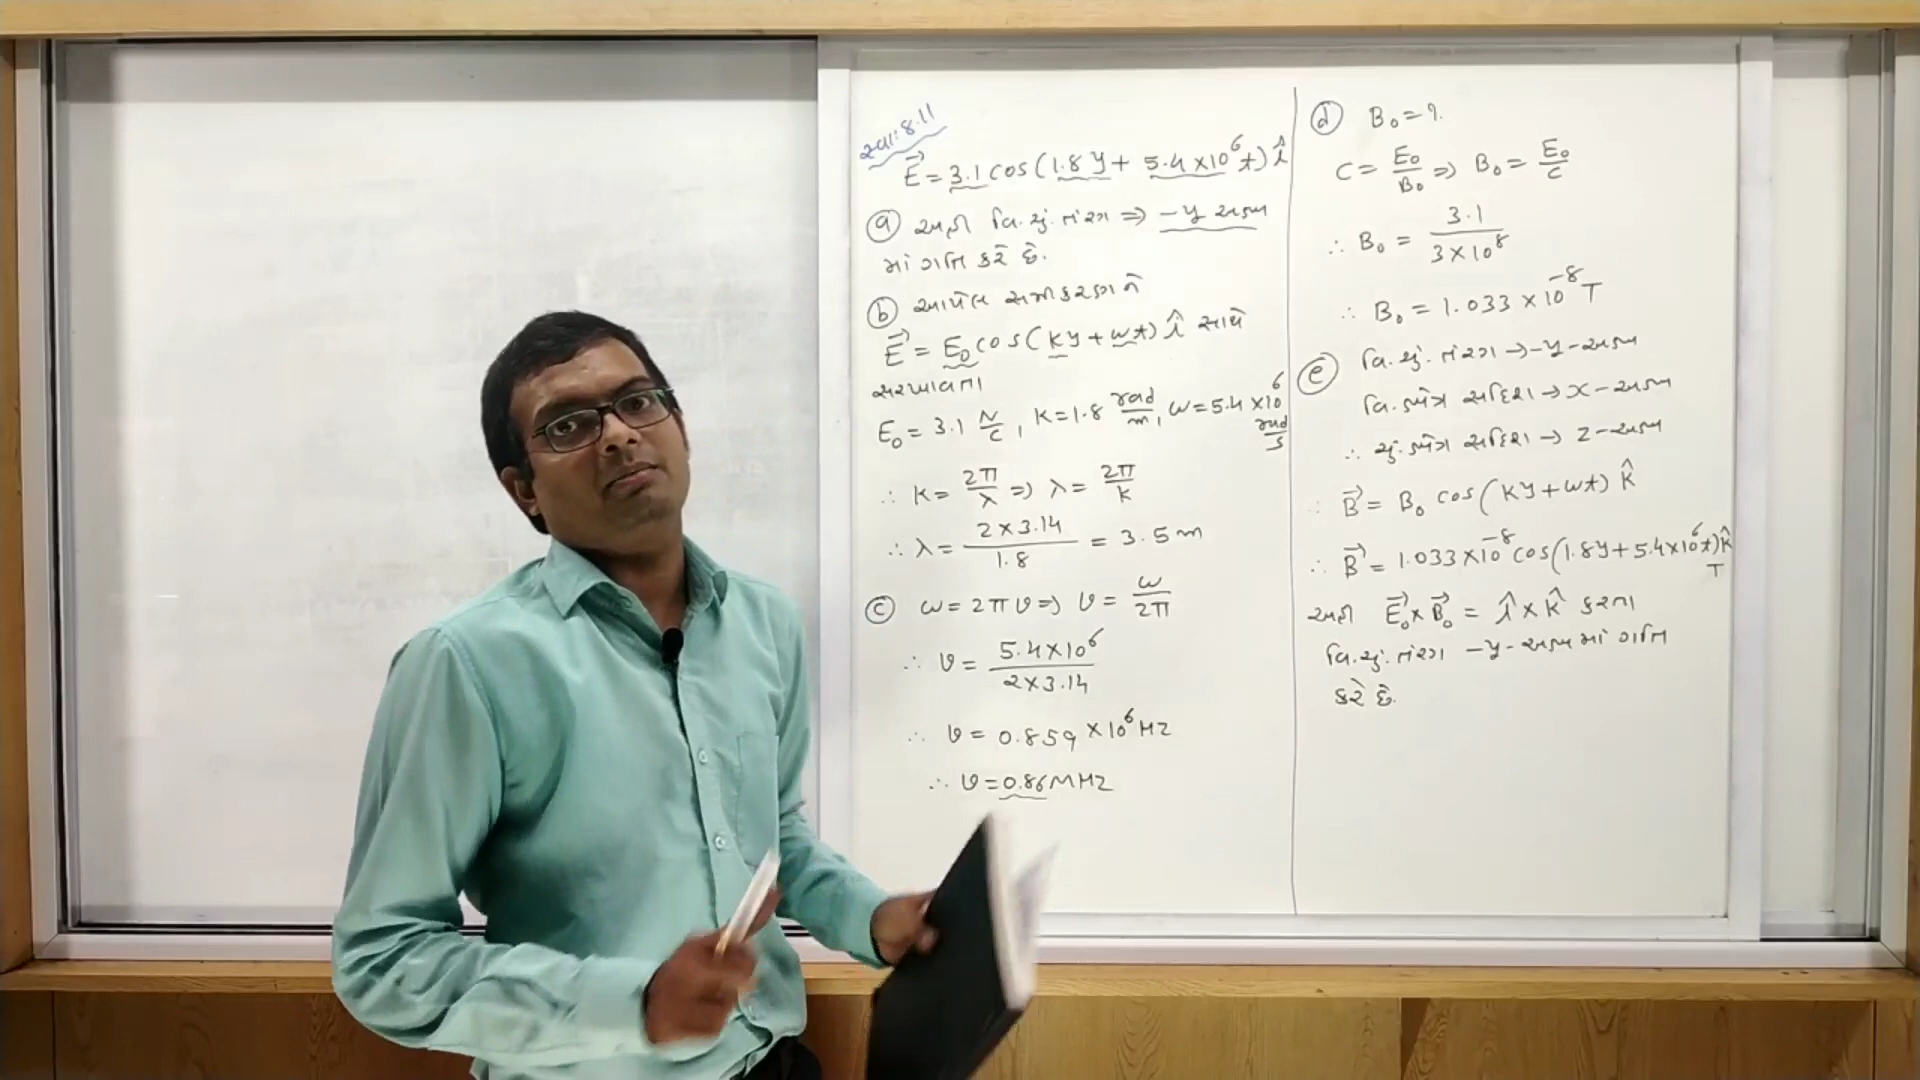 સ્વા: 8.11
E⃗ = 3.1 cos(1.8 y + 5.4 × 10⁶ t) î
ⓐ અહી વિ.ચું. તરંગ ⇒ -y અક્ષ
માં ગતિ કરે છે.
ⓑ આપેલ સમીકરણને
E⃗ = E₀ cos(ky + ωt) î સાથે
સરખાવતા
E₀ = 3.1 N/C, k = 1.8 rad/m, ω = 5.4 × 10⁶ rad/s
∴ k = 2π/λ ⇒ λ = 2π/k
∴ λ = 2 × 3.14/1.8 = 3.5 m
ⓒ ω = 2πν ⇒ ν = ω/2π
∴ ν = 5.4 × 10⁶/2 × 3.14
∴ ν = 0.859 × 10⁶ Hz
∴ ν = 0.86 MHz
ⓓ B₀ = ?
C = E₀/B₀ ⇒ B₀ = E₀/C
∴ B₀ = 3.1/3 × 10⁸
∴ B₀ = 1.033 × 10⁻⁸ T
ⓔ વિ.ચું. તરંગ → -y-અક્ષ
વિ.ક્ષેત્ર સદિશ → x-અક્ષ
∴ ચું.ક્ષેત્ર સદિશ → z-અક્ષ
∴ B⃗ = B₀ cos(ky + ωt) k̂
∴ B⃗ = 1.033 × 10⁻⁸ cos(1.8y + 5.4 × 10⁶ t) k̂ T
અહી E⃗₀ × B⃗₀ = î × k̂ કરતા
વિ.ચું. તરંગ -y-અક્ષ માં ગતિ
કરે છે.